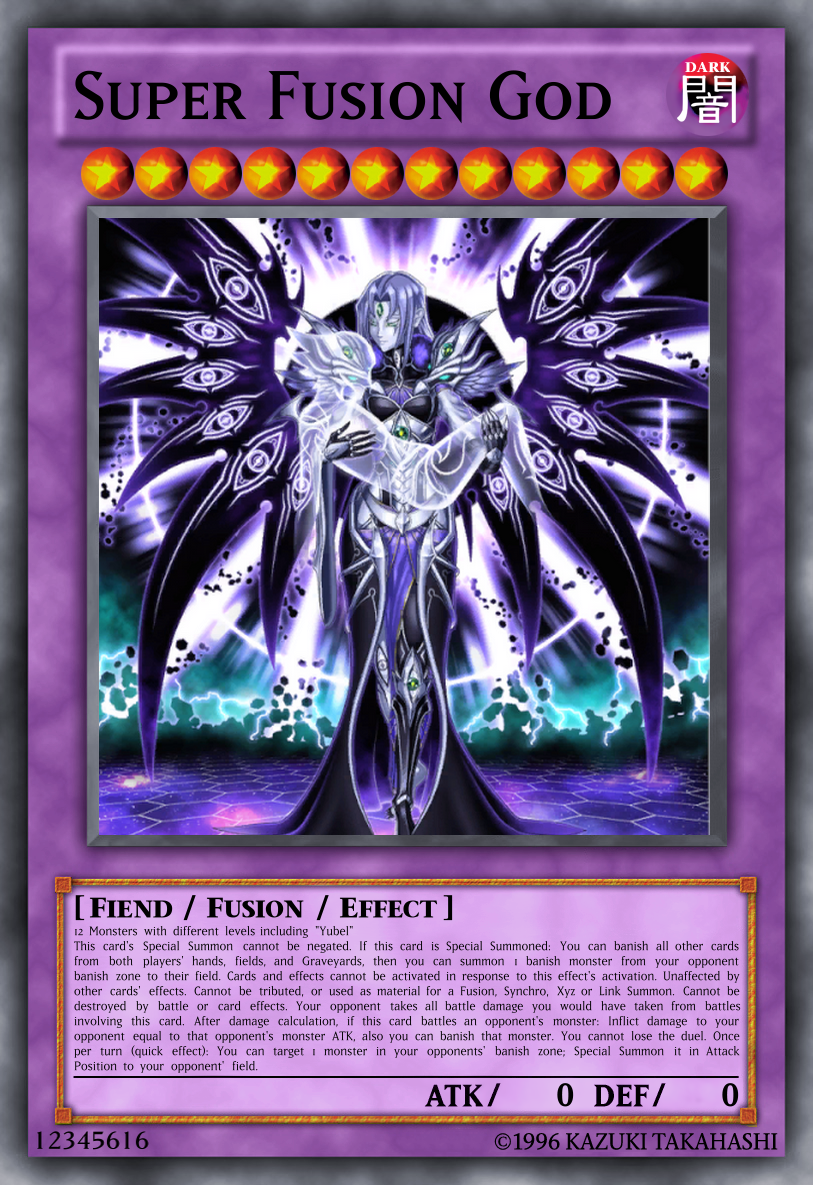 Super Fusion God
DARK
闇
[ Fiend / Fusion / Effect ]
12 Monsters with different levels including "Yubel"
This card's Special Summon cannot be negated. If this card is Special Summoned: You can banish all other cards
from both players' hands, fields, and Graveyards, then you can summon 1 banish monster from your opponent
banish zone to their field. Cards and effects cannot be activated in response to this effect's activation. Unaffected by
other cards' effects. Cannot be tributed, or used as material for a Fusion, Synchro, Xyz or Link Summon. Cannot be
destroyed by battle or card effects. Your opponent takes all battle damage you would have taken from battles
involving this card. After damage calculation, if this card battles an opponent's monster: Inflict damage to your
opponent equal to that opponent's monster ATK, also you can banish that monster. You cannot lose the duel. Once
per turn (quick effect): You can target 1 monster in your opponents' banish zone; Special Summon it in Attack
Position to your opponent' field.
ATK/ 0 DEF/ 0
12345616
©1996 KAZUKI TAKAHASHI